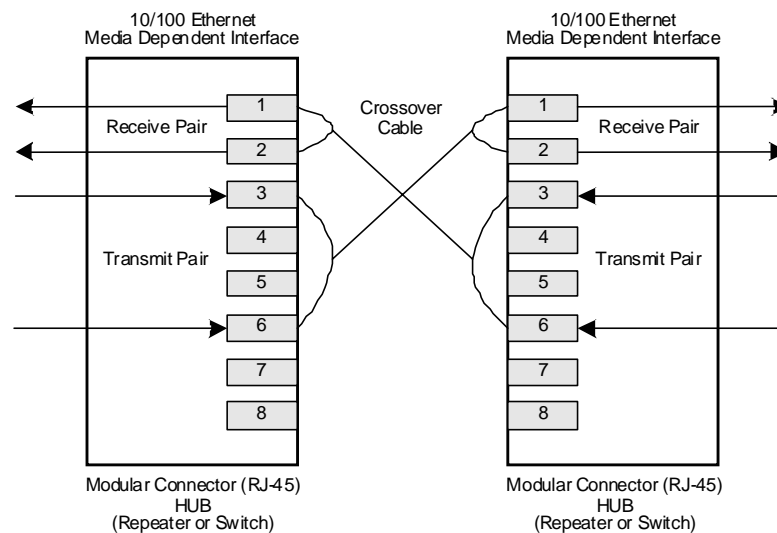 10/100 Ethernet
Media Dependent Interface
10/100 Ethernet
Media Dependent Interface
1
Receive Pair
2
3
4
Transmit Pair
5
6
7
8
Crossover
Cable
1
Receive Pair
2
3
4
Transmit Pair
5
6
7
8
Modular Connector (RJ-45)
HUB
(Repeater or Switch)
Modular Connector (RJ-45)
HUB
(Repeater or Switch)